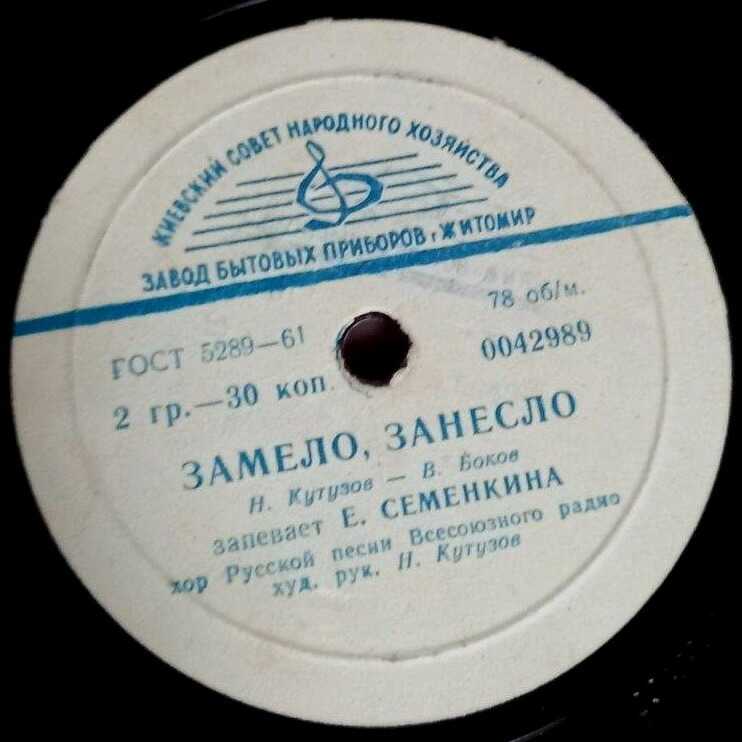 КИЕВСКИЙ СОВЕТ НАРОДНОГО ХОЗЯЙСТВА
ЗАВОД БЫТОВЫХ ПРИБОРОВ г. ЖИТОМИР
ГОСТ 5289—61
78 об/м.
2 гр.—30 коп.
0042989
ЗАМЕЛО, ЗАНЕСЛО
Н. Кутузов — В. Боков
запевает Е. СЕМЕНКИНА
хор Русской песни Всесоюзного радио
худ. рук. Н. Кутузов